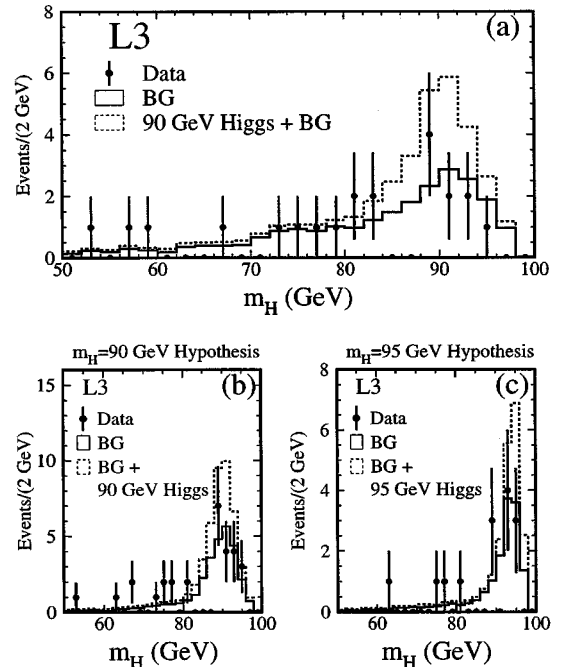 L3
(a)
Data
BG
90 GeV Higgs + BG
Events/(2 GeV)
8
6
4
2
0
50 60 70 80 90 100
m_H (GeV)
m_H=90 GeV Hypothesis
L3
(b)
Data
BG
BG +
90 GeV Higgs
Events/(2 GeV)
15
10
5
0
60 80 100
m_H (GeV)
m_H=95 GeV Hypothesis
L3
(c)
Data
BG
BG +
95 GeV Higgs
Events/(2 GeV)
8
6
4
2
0
60 80 100
m_H (GeV)